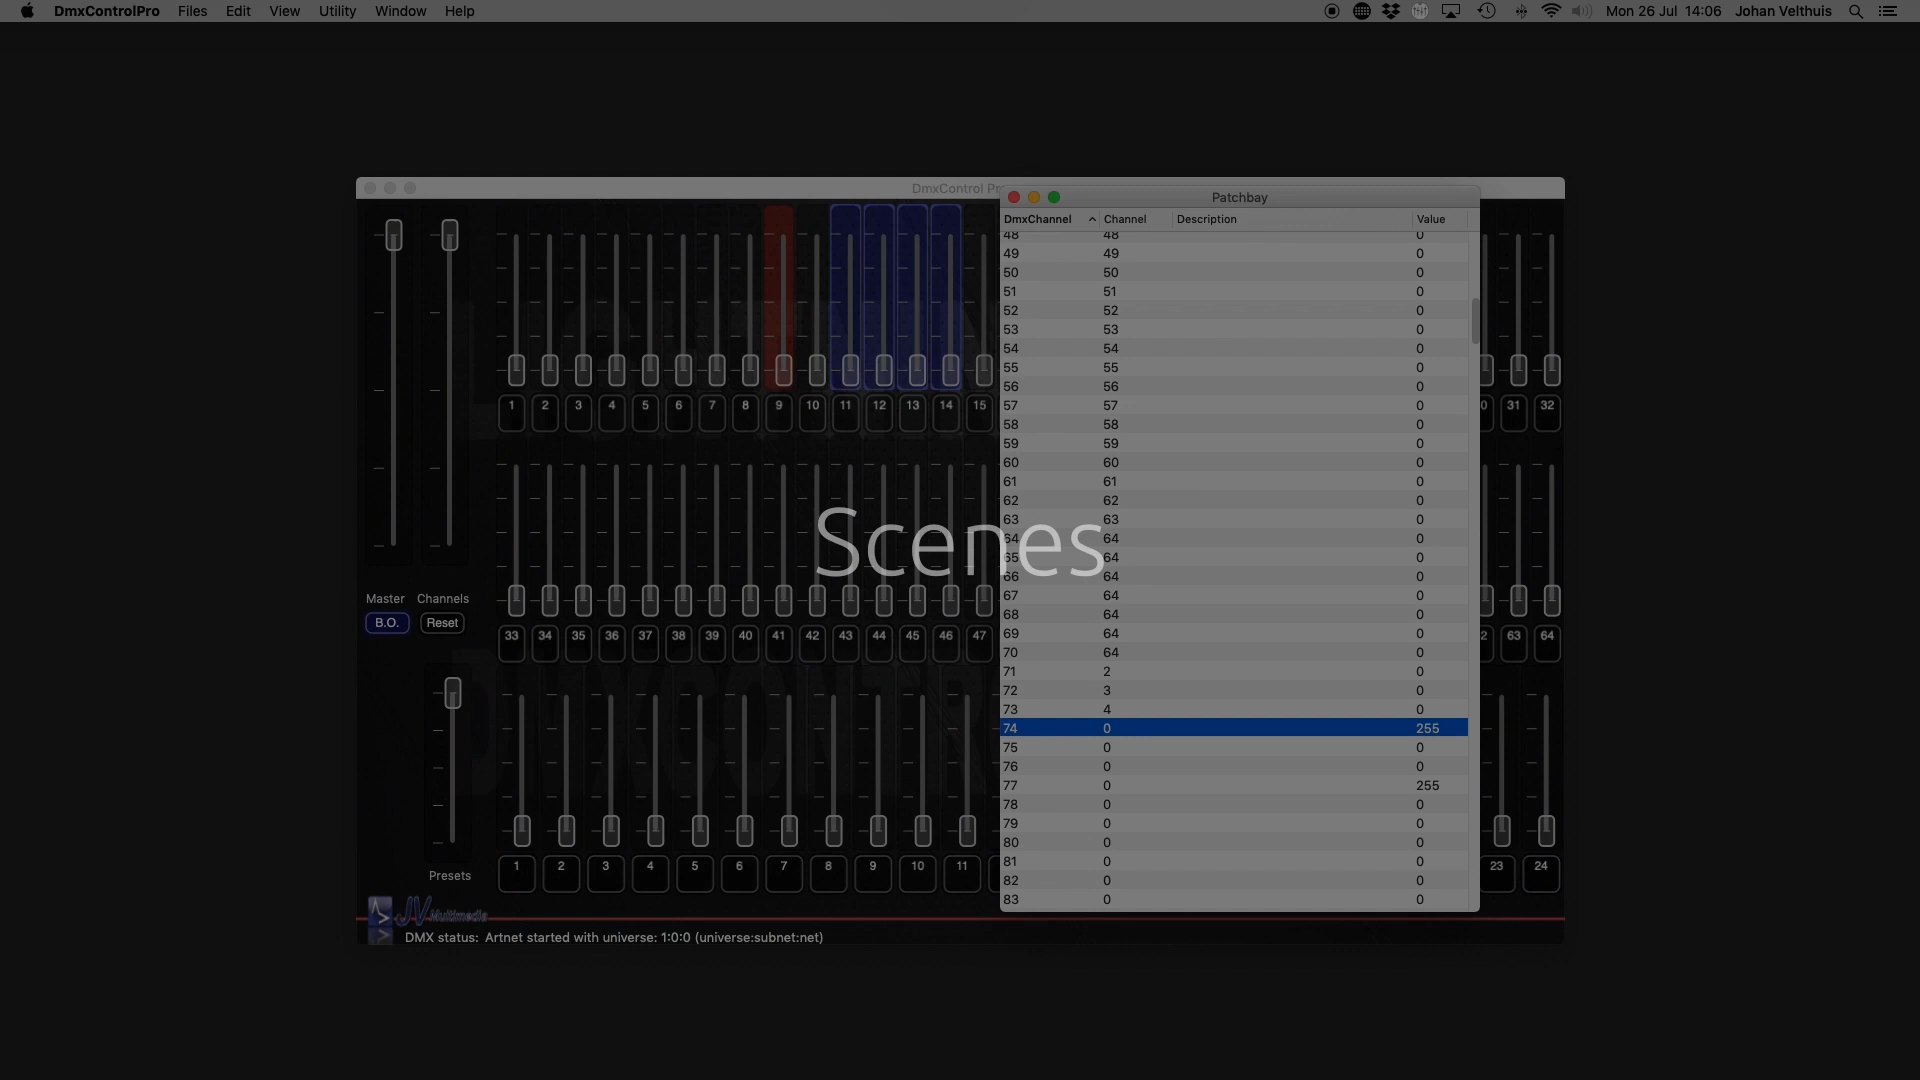 DmxControlPro Files Edit View Utility Window Help Mon 26 Jul 14:06 Johan Velthuis
DmxControl Pr
Patchbay
DmxChannel Channel Description Value
48 48 0
49 49 0
50 50 0
51 51 0
52 52 0
53 53 0
54 54 0
55 55 0
56 56 0
57 57 0
58 58 0
59 59 0
60 60 0
61 61 0
62 62 0
63 63 0
64 64 0
65 64 0
66 64 0
67 64 0
68 64 0
69 64 0
70 64 0
71 2 0
72 3 0
73 4 0
74 0 255
75 0 0
76 0 0
77 0 255
78 0 0
79 0 0
80 0 0
81 0 0
82 0 0
83 0 0
1 2 3 4 5 6 7 8 9 10 11 12 13 14 15 0 31 32
Scenes
Master Channels
B.O. Reset
33 34 35 36 37 38 39 40 41 42 43 44 45 46 47 2 63 64
DMXCONTR
1 2 3 4 5 6 7 8 9 10 11 23 24
Presets
JV Multimedia
DMX status: Artnet started with universe: 1:0:0 (universe:subnet:net)